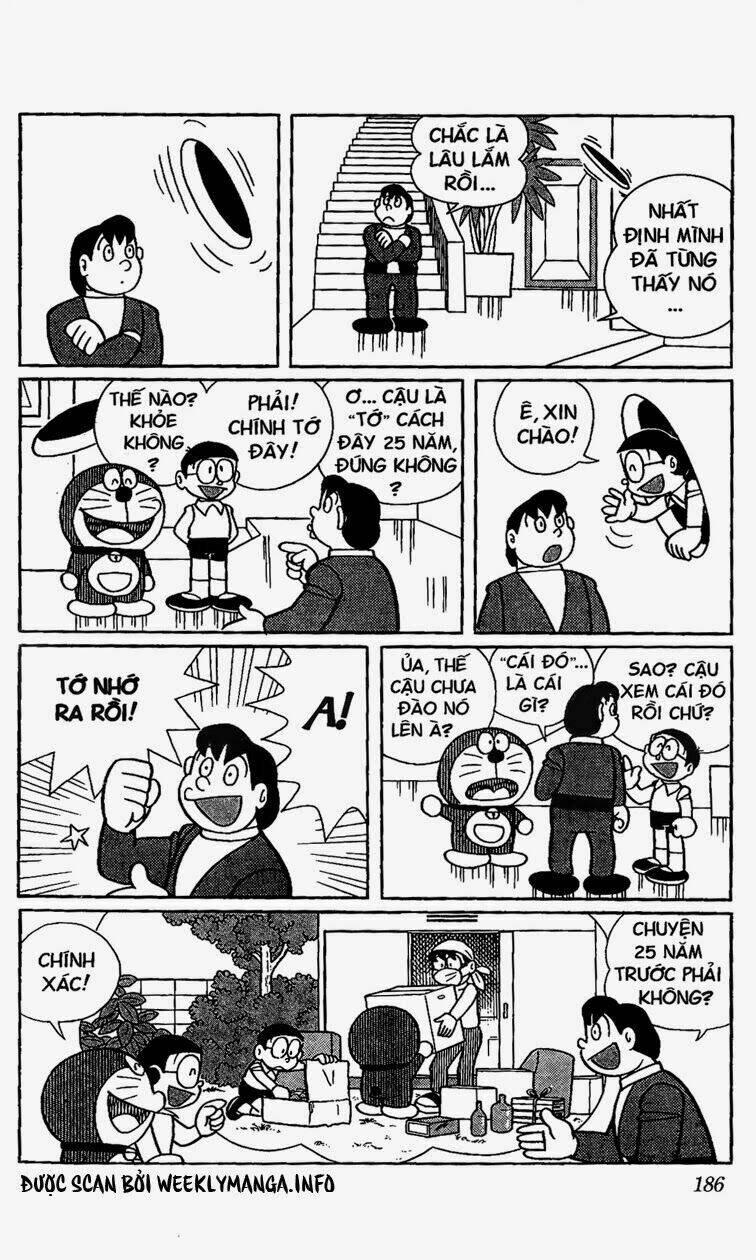 CHẮC LÀ
LÂU LẮM
RỒI...
NHẤT
ĐỊNH MÌNH
ĐÃ TỪNG
THẤY NÓ
...
THẾ NÀO?
KHỎE
KHÔNG
?
PHẢI!
CHÍNH TỚ
ĐÂY!
Ơ... CẬU LÀ
“TỚ” CÁCH
ĐÂY 25 NĂM,
ĐÚNG KHÔNG
?
Ê, XIN
CHÀO!
TỚ NHỚ
RA RỒI!
A!
ỦA, THẾ
CẬU CHƯA
ĐÀO NÓ
LÊN À?
“CÁI ĐÓ”...
LÀ CÁI
GÌ?
SAO? CẬU
XEM CÁI ĐÓ
RỒI CHỨ?
CHÍNH
XÁC!
CHUYỆN
25 NĂM
TRƯỚC PHẢI
KHÔNG?
ĐƯỢC SCAN BỞI WEEKLYMANGA.INFO
186